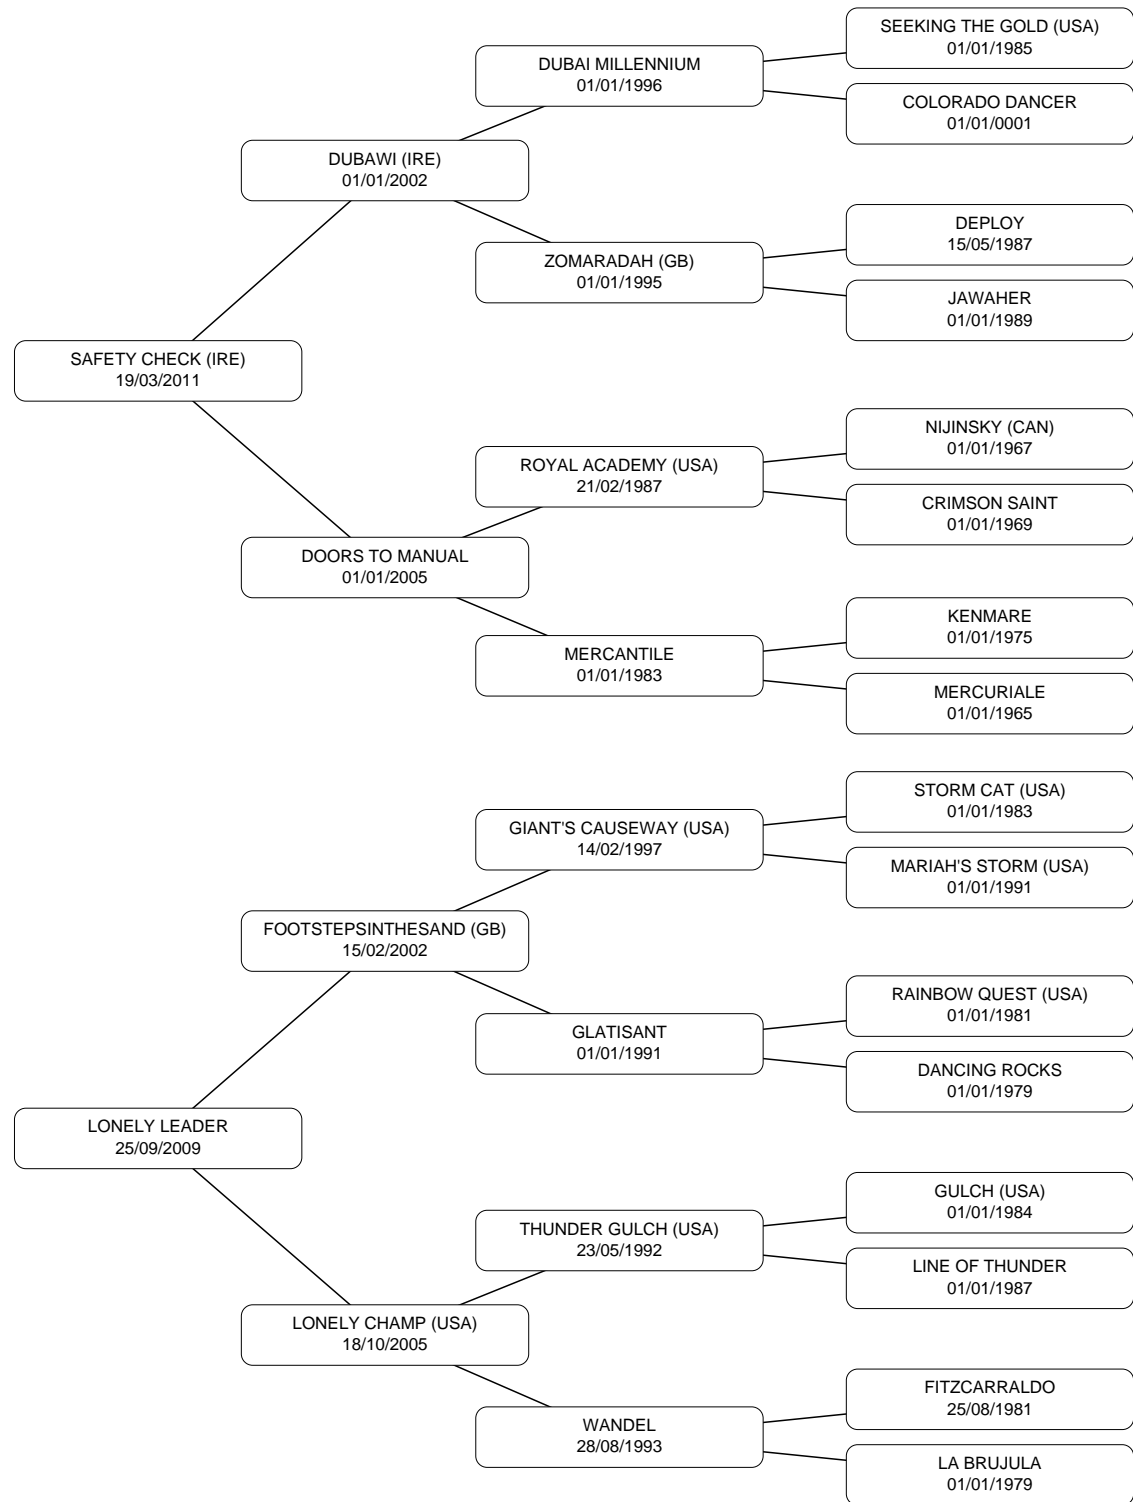 SEEKING THE GOLD (USA)
01/01/1985
DUBAI MILLENNIUM
01/01/1996
COLORADO DANCER
01/01/0001
DUBAWI (IRE)
01/01/2002
DEPLOY
15/05/1987
ZOMARADAH (GB)
01/01/1995
JAWAHER
01/01/1989
SAFETY CHECK (IRE)
19/03/2011
NIJINSKY (CAN)
01/01/1967
ROYAL ACADEMY (USA)
21/02/1987
CRIMSON SAINT
01/01/1969
DOORS TO MANUAL
01/01/2005
KENMARE
01/01/1975
MERCANTILE
01/01/1983
MERCURIALE
01/01/1965
STORM CAT (USA)
01/01/1983
GIANT'S CAUSEWAY (USA)
14/02/1997
MARIAH'S STORM (USA)
01/01/1991
FOOTSTEPSINTHESAND (GB)
15/02/2002
RAINBOW QUEST (USA)
01/01/1981
GLATISANT
01/01/1991
DANCING ROCKS
01/01/1979
LONELY LEADER
25/09/2009
GULCH (USA)
01/01/1984
THUNDER GULCH (USA)
23/05/1992
LINE OF THUNDER
01/01/1987
LONELY CHAMP (USA)
18/10/2005
FITZCARRALDO
25/08/1981
WANDEL
28/08/1993
LA BRUJULA
01/01/1979